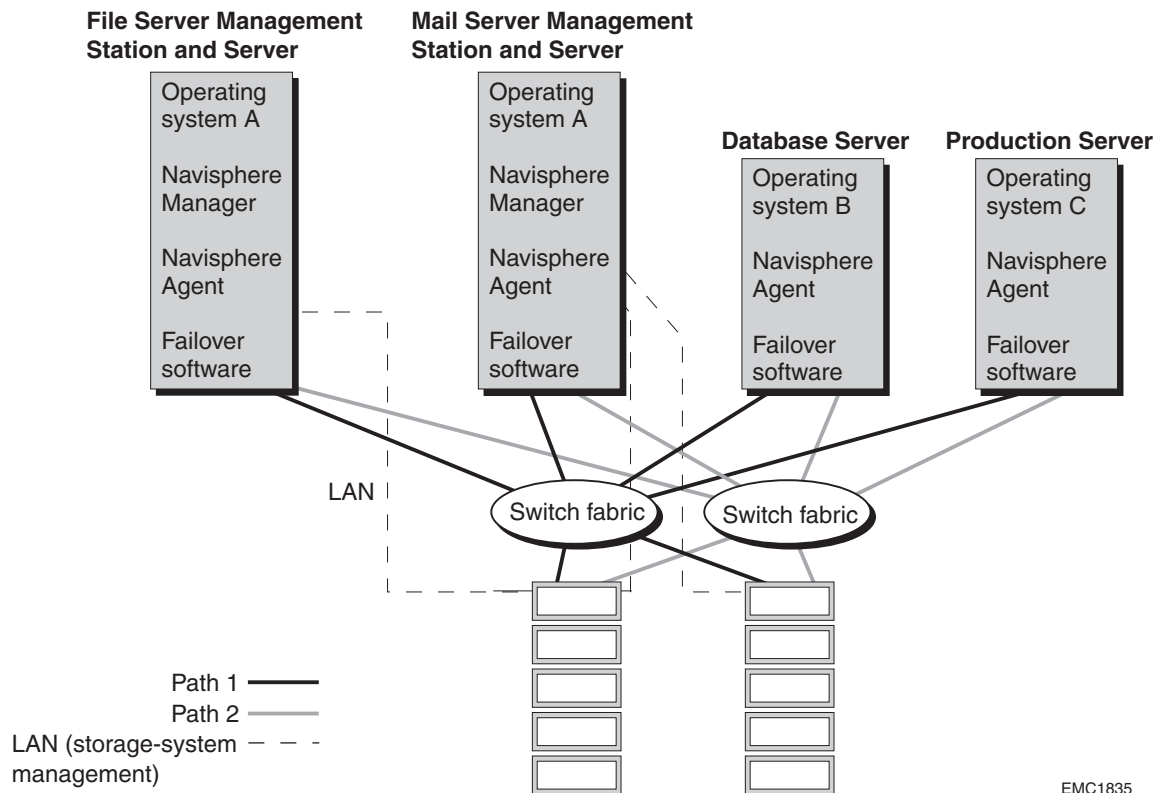 File Server Management
Station and Server
Mail Server Management
Station and Server
Database Server
Production Server
Operating
system A
Navisphere
Manager
Navisphere
Agent
Failover
software
Operating
system A
Navisphere
Manager
Navisphere
Agent
Failover
software
Operating
system B
Navisphere
Agent
Failover
software
Operating
system C
Navisphere
Agent
Failover
software
LAN
Switch fabric
Switch fabric
Path 1
Path 2
LAN (storage-system
management)
EMC1835